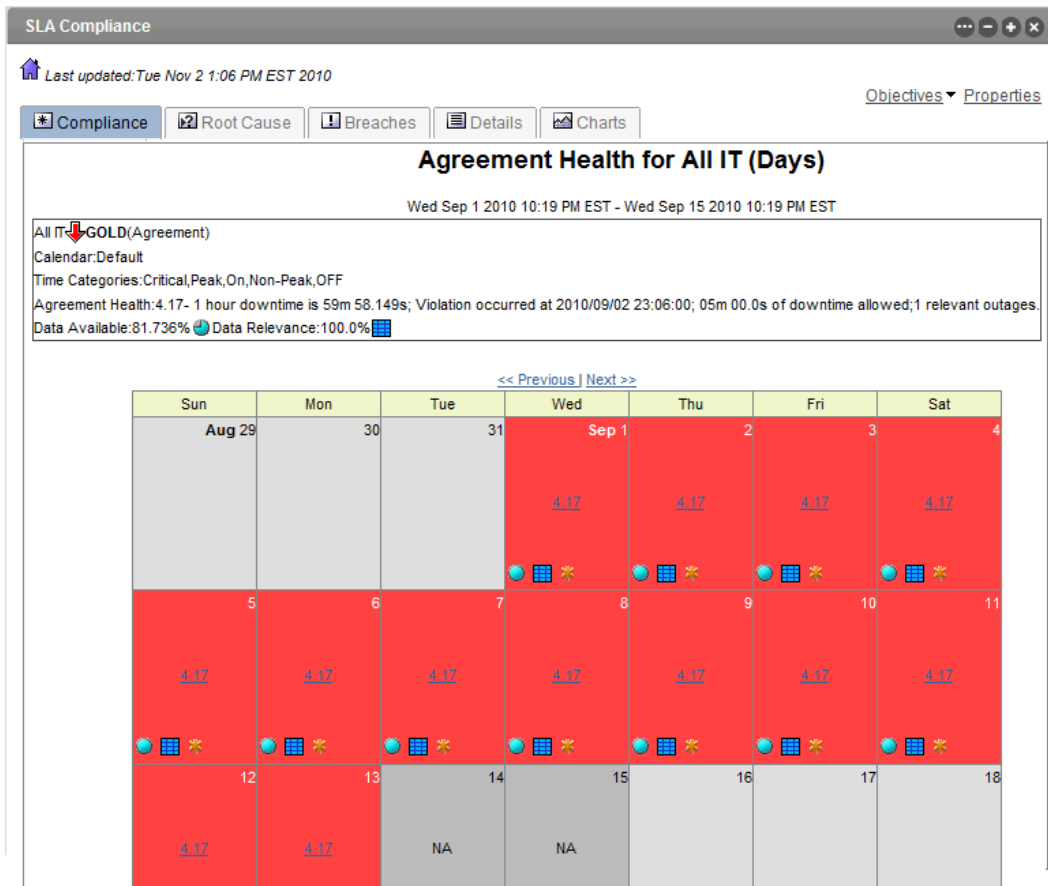 SLA Compliance
Last updated:Tue Nov 2 1:06 PM EST 2010
Objectives Properties
Compliance Root Cause Breaches Details Charts
Agreement Health for All IT (Days)
Wed Sep 1 2010 10:19 PM EST - Wed Sep 15 2010 10:19 PM EST
All IT GOLD(Agreement)
Calendar:Default
Time Categories:Critical,Peak,On,Non-Peak,OFF
Agreement Health:4.17- 1 hour downtime is 59m 58.149s; Violation occurred at 2010/09/02 23:06:00; 05m 00.0s of downtime allowed;1 relevant outages.
Data Available:81.736% Data Relevance:100.0%
<< Previous | Next >>
Sun Mon Tue Wed Thu Fri Sat
Aug 29 30 31 Sep 1 2 3 4
4.17 4.17 4.17 4.17
5 6 7 8 9 10 11
4.17 4.17 4.17 4.17 4.17 4.17 4.17
12 13 14 15 16 17 18
4.17 4.17 NA NA